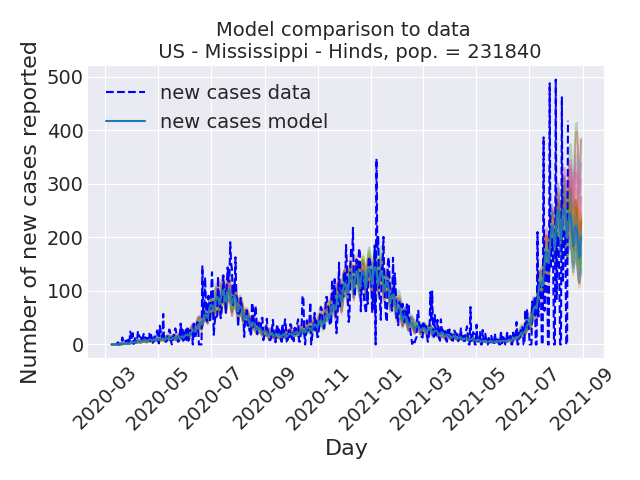 Model comparison to data
US - Mississippi - Hinds, pop. = 231840
Number of new cases reported
500
400
300
200
100
0
new cases data
new cases model
2020-03
2020-05
2020-07
2020-09
2020-11
2021-01
2021-03
2021-05
2021-07
2021-09
Day